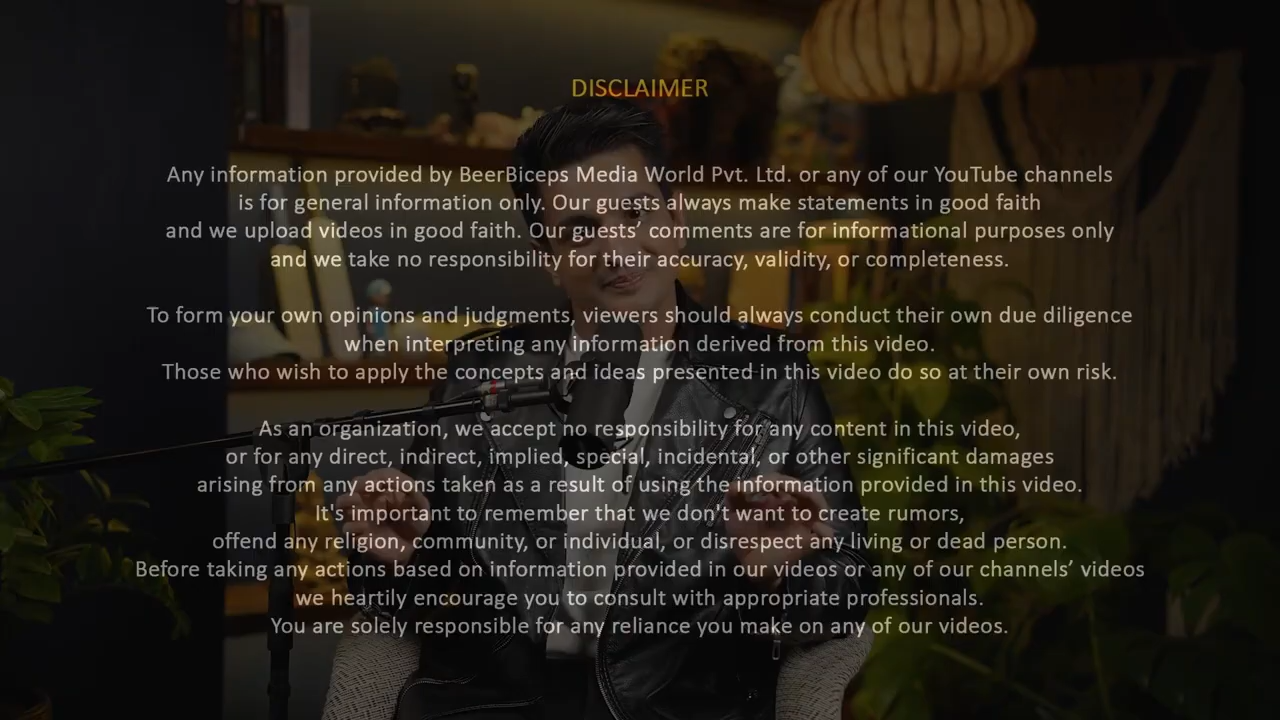 DISCLAIMER
Any information provided by BeerBiceps Media World Pvt. Ltd. or any of our YouTube channels
is for general information only. Our guests always make statements in good faith
and we upload videos in good faith. Our guests’ comments are for informational purposes only
and we take no responsibility for their accuracy, validity, or completeness.
To form your own opinions and judgments, viewers should always conduct their own due diligence
when interpreting any information derived from this video.
Those who wish to apply the concepts and ideas presented in this video do so at their own risk.
As an organization, we accept no responsibility for any content in this video,
or for any direct, indirect, implied, special, incidental, or other significant damages
arising from any actions taken as a result of using the information provided in this video.
It's important to remember that we don't want to create rumors,
offend any religion, community, or individual, or disrespect any living or dead person.
Before taking any actions based on information provided in our videos or any of our channels’ videos
we heartily encourage you to consult with appropriate professionals.
You are solely responsible for any reliance you make on any of our videos.